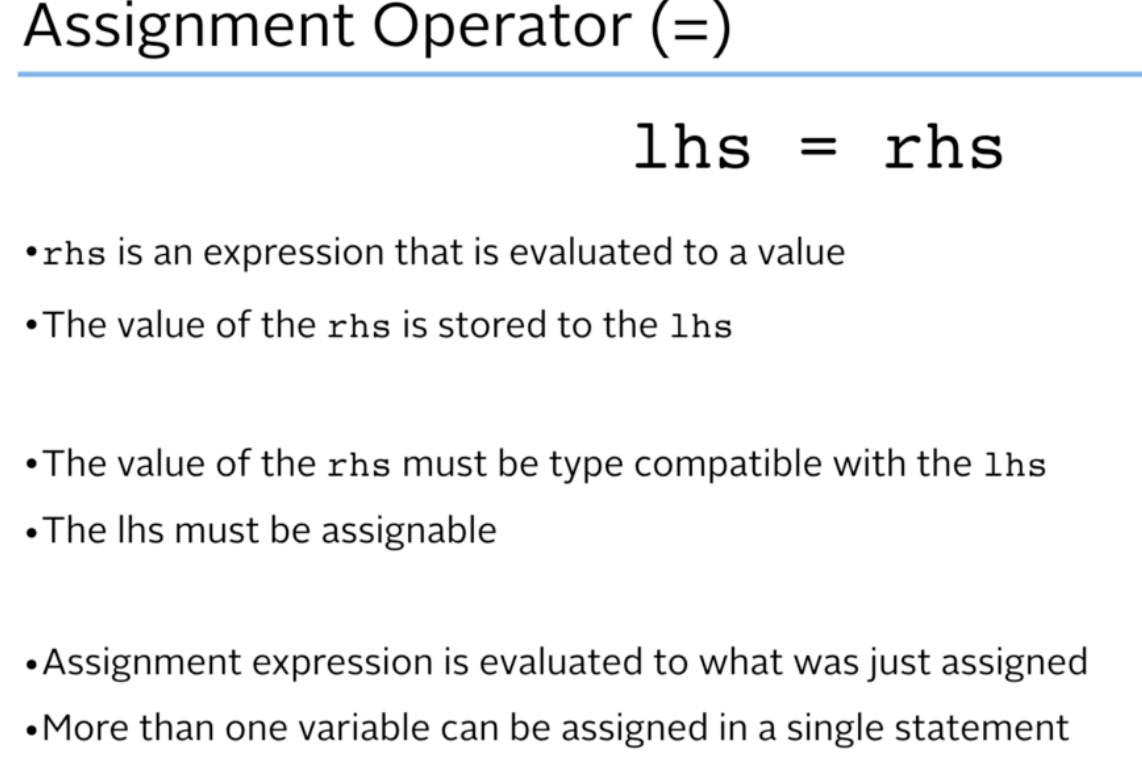 Assignment Operator (=)
lhs = rhs
•rhs is an expression that is evaluated to a value
•The value of the rhs is stored to the lhs
•The value of the rhs must be type compatible with the lhs
•The lhs must be assignable
•Assignment expression is evaluated to what was just assigned
•More than one variable can be assigned in a single statement